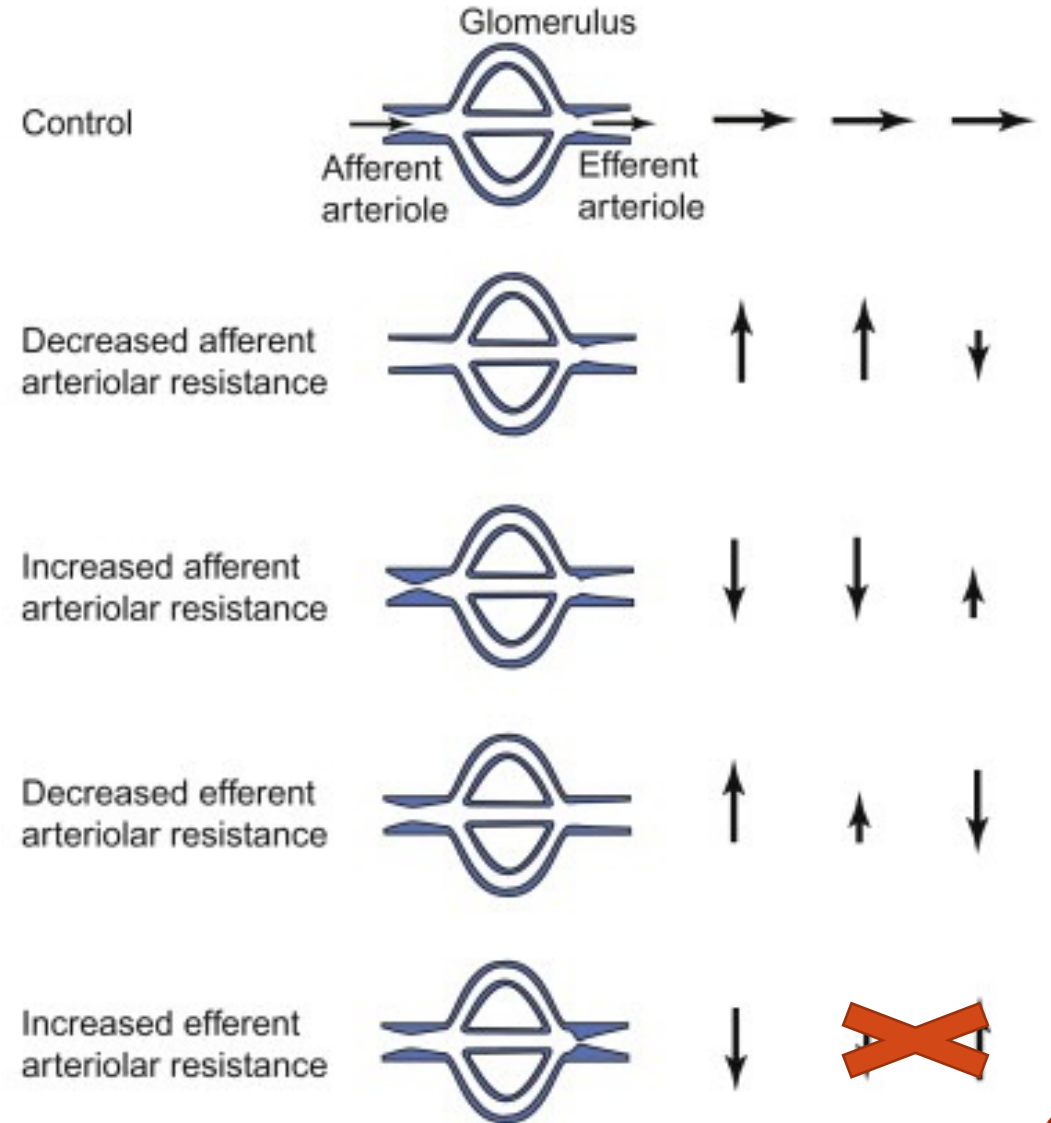 Glomerulus
Control
Afferent
arteriole
Efferent
arteriole
Decreased afferent
arteriolar resistance
Increased afferent
arteriolar resistance
Decreased efferent
arteriolar resistance
Increased efferent
arteriolar resistance